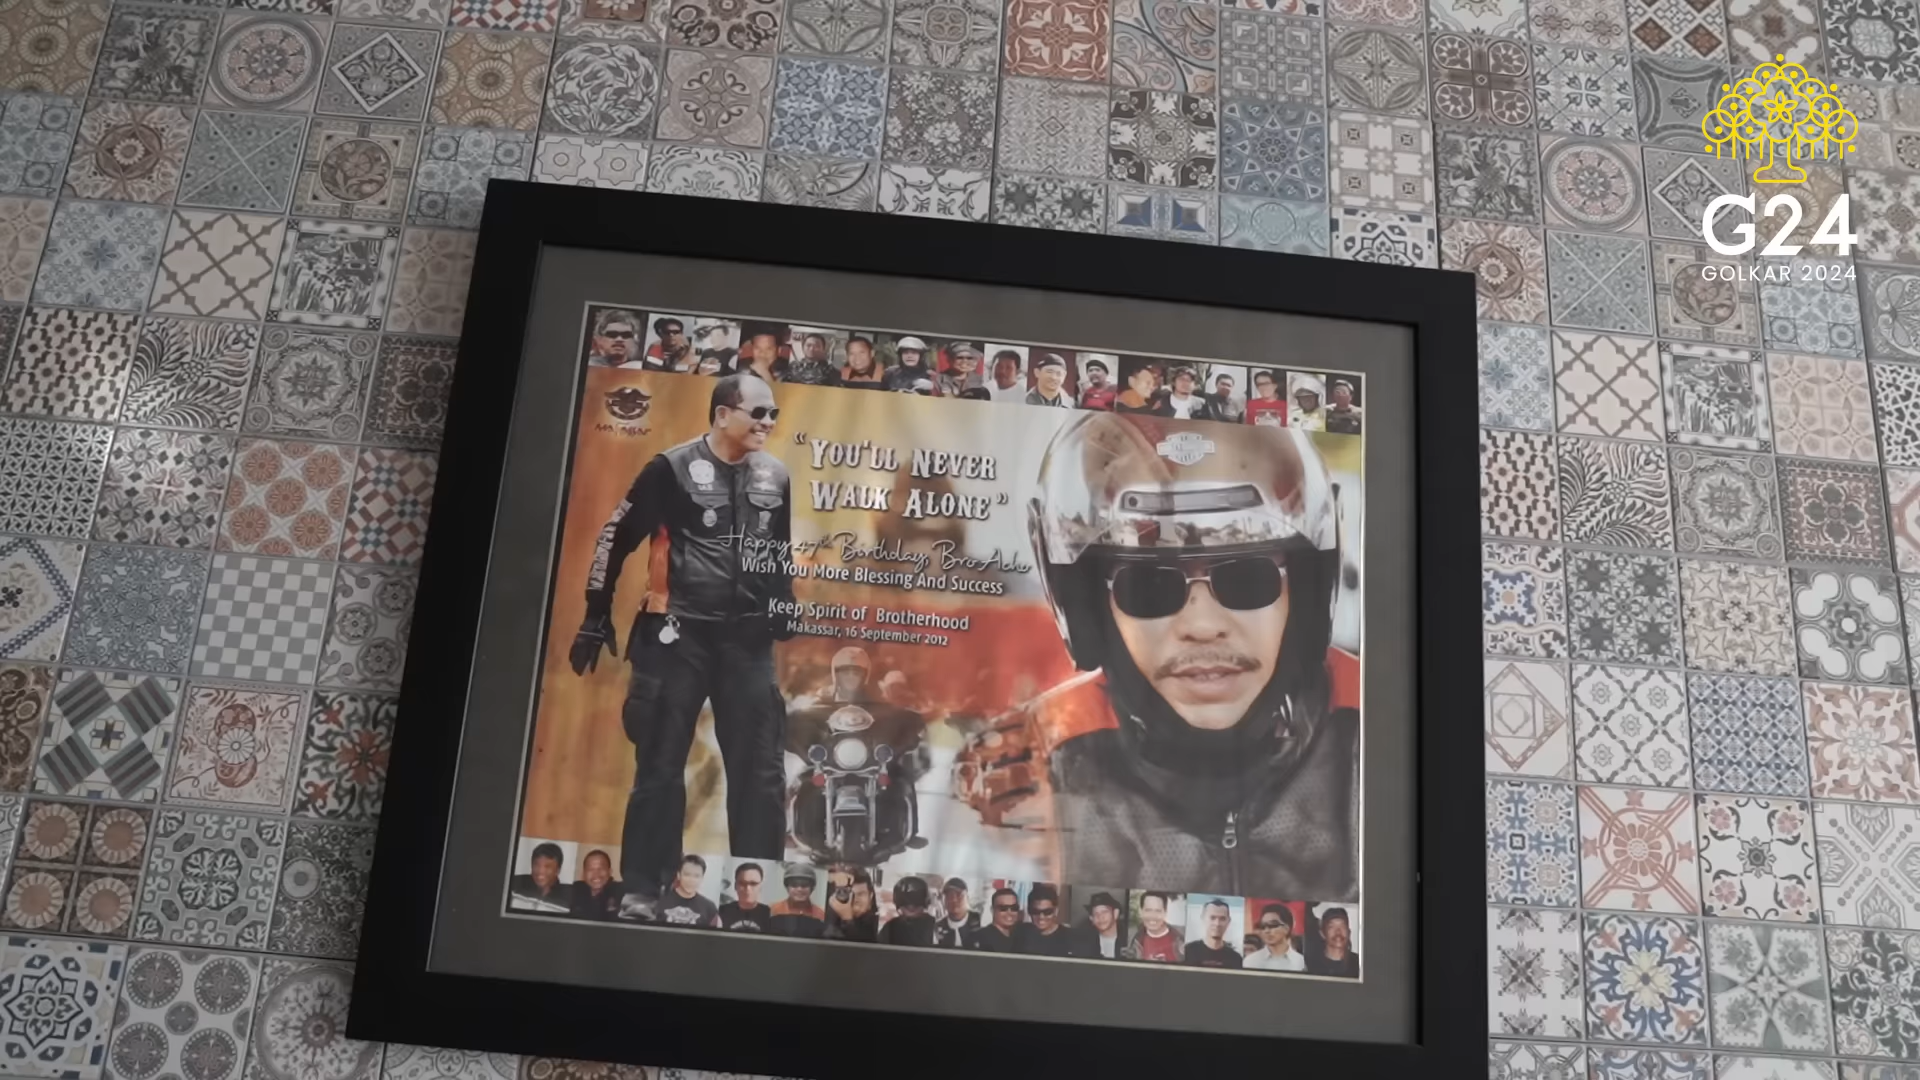 G24
GOLKAR 2024
“YOU'LL NEVER
WALK ALONE”
Happy 47th Birthday, Bro Acho
Wish You More Blessing And Success
Keep Spirit of Brotherhood
Makassar, 16 September 2012